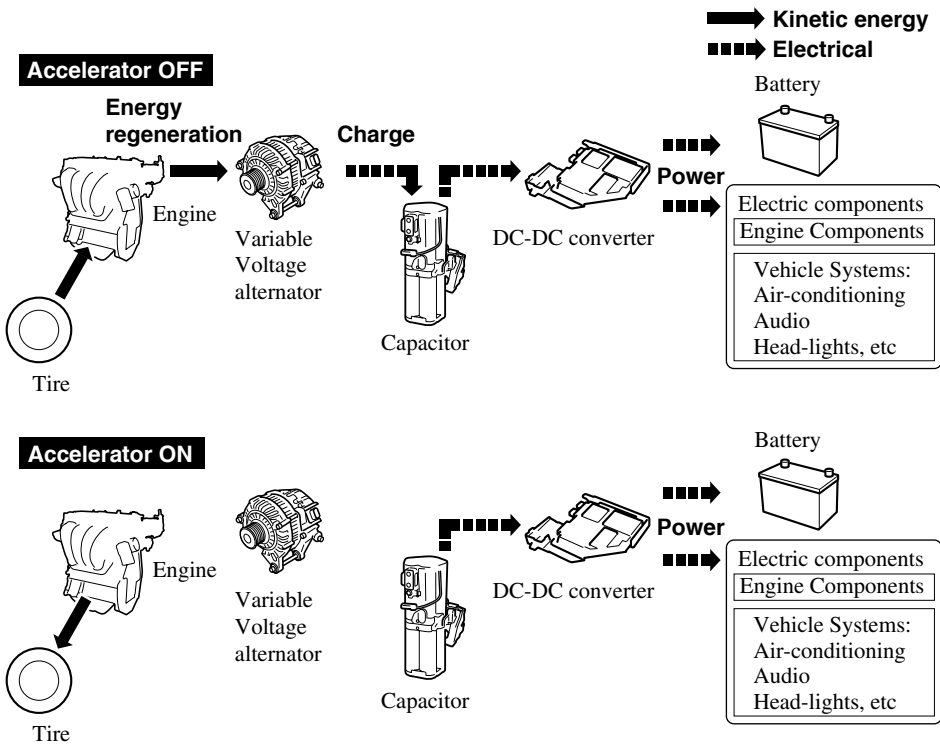 Kinetic energy
Electrical
Accelerator OFF
Energy
regeneration
Charge
Battery
Power
Engine
Variable
Voltage
alternator
DC-DC converter
Electric components
Engine Components
Vehicle Systems:
Air-conditioning
Audio
Head-lights, etc
Capacitor
Tire
Accelerator ON
Battery
Power
Engine
Variable
Voltage
alternator
DC-DC converter
Electric components
Engine Components
Vehicle Systems:
Air-conditioning
Audio
Head-lights, etc
Capacitor
Tire